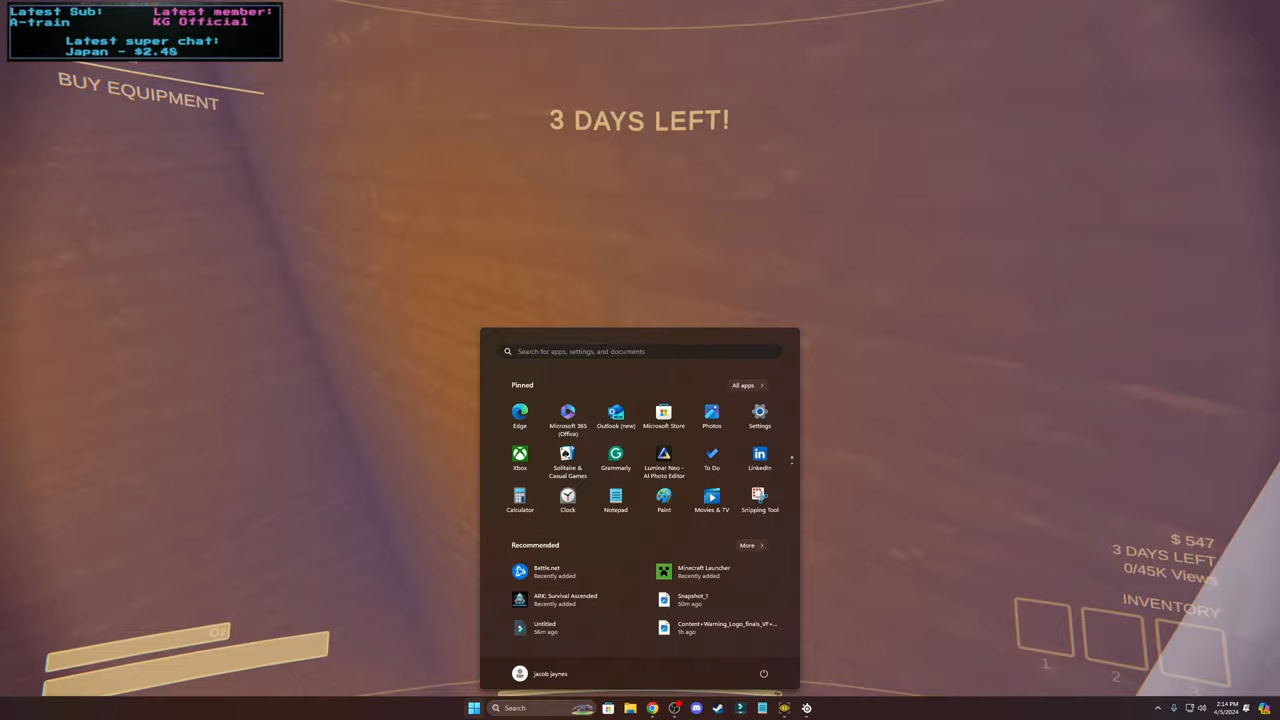 Latest Sub:
A-train
Latest member:
KG Official
Latest super chat:
Japan - $2.48
BUY EQUIPMENT
3 DAYS LEFT!
Search for apps, settings, and documents
Pinned
All apps
Edge
Microsoft 365
(Office)
Outlook (new)
Microsoft Store
Photos
Settings
Xbox
Solitaire &
Casual Games
Grammarly
Luminar Neo -
AI Photo Editor
To Do
LinkedIn
Calculator
Clock
Notepad
Paint
Movies & TV
Snipping Tool
Recommended
More
Battle.net
Recently added
Minecraft Launcher
Recently added
ARK: Survival Ascended
Recently added
Snapshot_1
50m ago
Untitled
56m ago
Content+Warning_Logo_finals_VF+...
1h ago
jacob jaynes
$ 547
3 DAYS LEFT
0/45K Views
INVENTORY
1
2
O2
Search
2:14 PM
4/5/2024